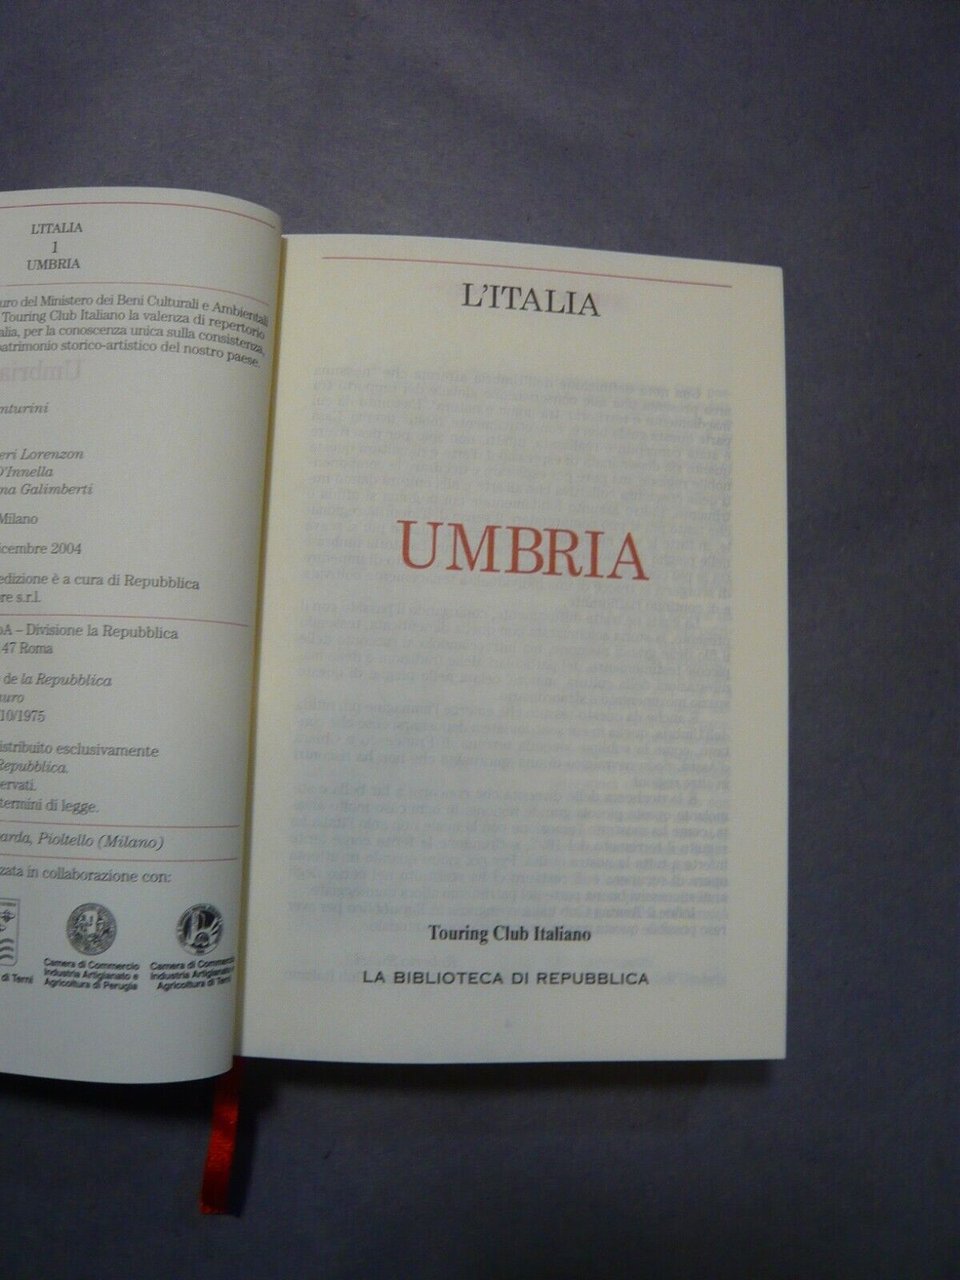 L'ITALIA
1
UMBRIA
uro del Ministero dei Beni Culturali e Ambientali
Touring Club Italiano la valenza di repertorio
alia, per la conoscenza unica sulla consistenza,
patrimonio storico-artistico del nostro paese.
nturini
eri Lorenzon
D'Innella
na Galimberti
Milano
icembre 2004
edizione è a cura di Repubblica
re s.r.l.
pA – Divisione la Repubblica
147 Roma
de la Repubblica
auro
/10/1975
istribuito esclusivamente
Repubblica.
ervati.
termini di legge.
arda, Pioltello (Milano)
zata in collaborazione con:
di Terni
Camera di Commercio
Industria Artigianato e
Agricoltura di Perugia
Camera di Commercio
Industria Artigianato e
Agricoltura di Terni
L'ITALIA
UMBRIA
Touring Club Italiano
LA BIBLIOTECA DI REPUBBLICA